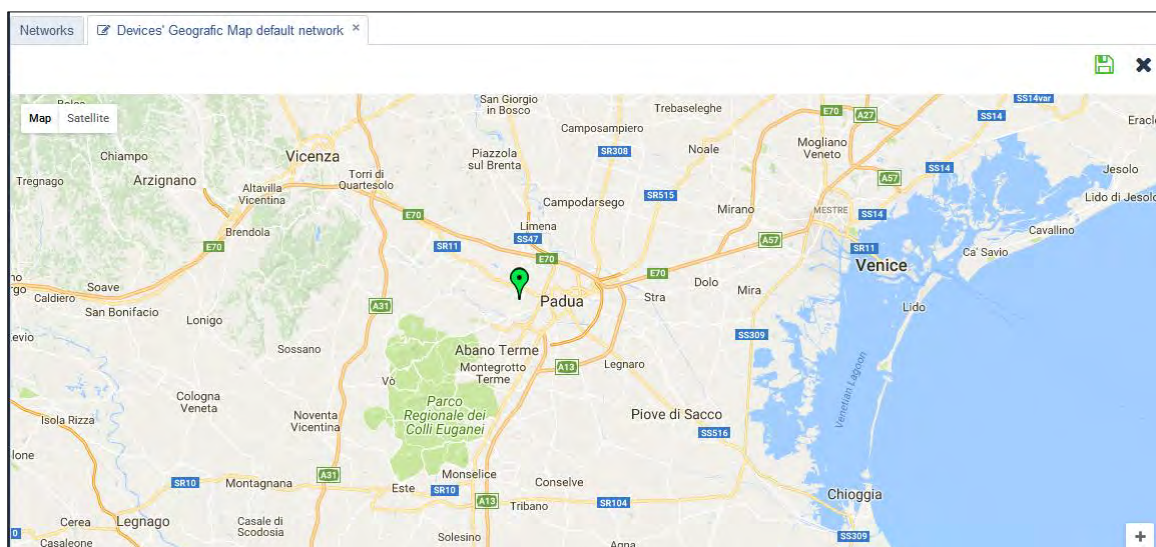 Networks
Devices' Geografic Map default network
Map Satellite
San Giorgio
in Bosco
Trebaseleghe
E70
A27
SS14var
SS14
Eracle
Camposampiero
Chiampo
Vicenza
Piazzola
sul Brenta
SR308
Noale
Mogliano
Veneto
SS14
Tregnago
Arzignano
Torri di
Quartesolo
Altavilla
Vicentina
A57
Jesolo
SR515
Lido di Jesolo
Campodarsego
Mirano
MESTRE
SS14
E70
Brendola
Limena
Cavallino
E70
SR11
SS47
A57
SR11
Ca' Savio
E70
Venice
E70
Soave
Caldiero
San Bonifacio
Padua
Stra
Dolo
Mira
Lido
A31
Lonigo
SS309
Sossano
Abano Terme
Montegrotto
Terme
A13
Legnaro
Venetian Lagoon
Vò
Cologna
Veneta
Parco
Regionale dei
Colli Euganei
Isola Rizza
Noventa
Vicentina
Piove di Sacco
SS516
A31
Monselice
SR10
Montagnana
Este
SR10
A13
Conselve
SR104
Tribano
Chioggia
Cerea
Legnago
Casale di
Scodosia
Casaleone
Solesino
Agna
SS309
+